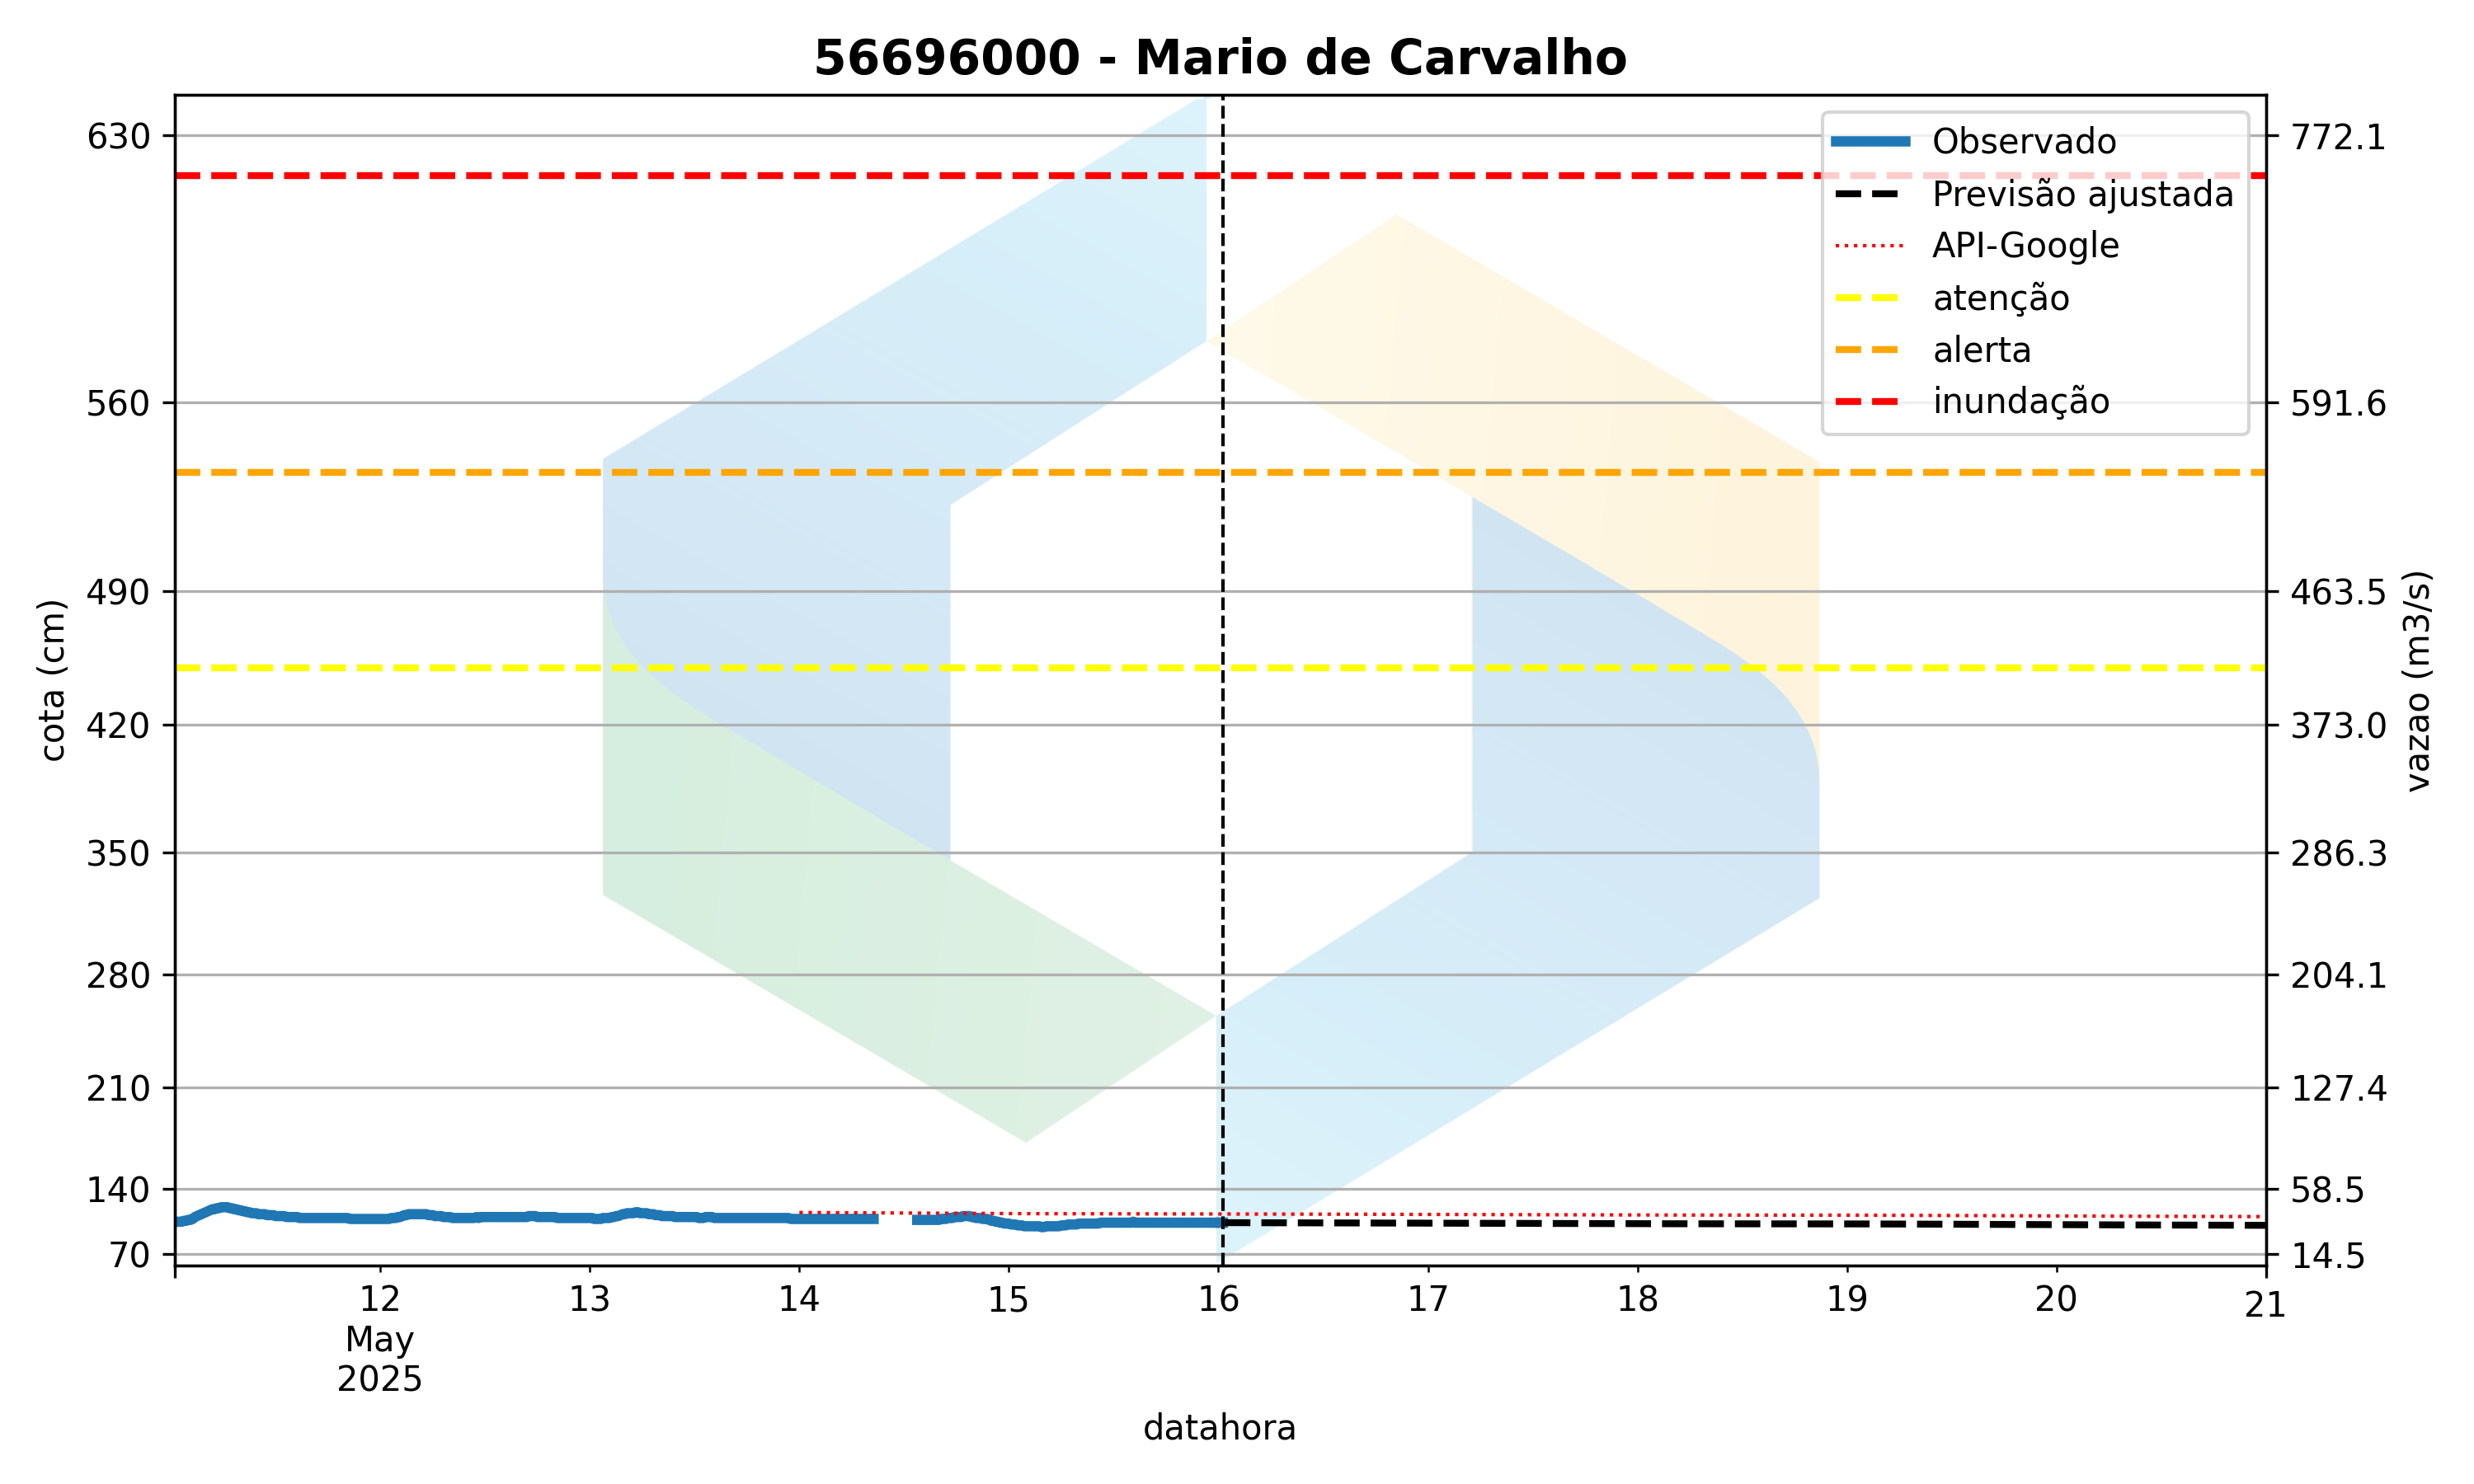 56696000 - Mario de Carvalho
630
560
490
420
350
280
210
140
70
cota (cm)
772.1
591.6
463.5
373.0
286.3
204.1
127.4
58.5
14.5
vazao (m3/s)
Observado
Previsão ajustada
API-Google
atenção
alerta
inundação
12 13 14 15 16 17 18 19 20 21
May
2025
datahora